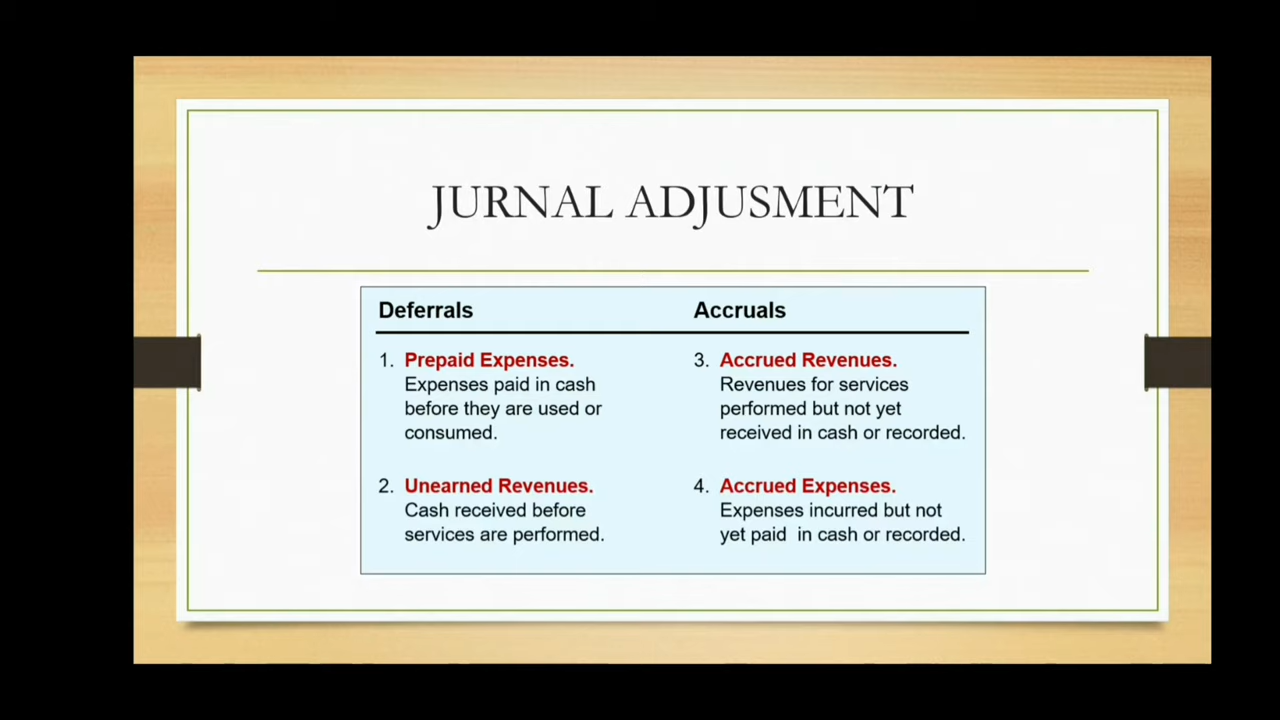 JURNAL ADJUSMENT
Deferrals
1. Prepaid Expenses.
Expenses paid in cash
before they are used or
consumed.
2. Unearned Revenues.
Cash received before
services are performed.
Accruals
3. Accrued Revenues.
Revenues for services
performed but not yet
received in cash or recorded.
4. Accrued Expenses.
Expenses incurred but not
yet paid in cash or recorded.